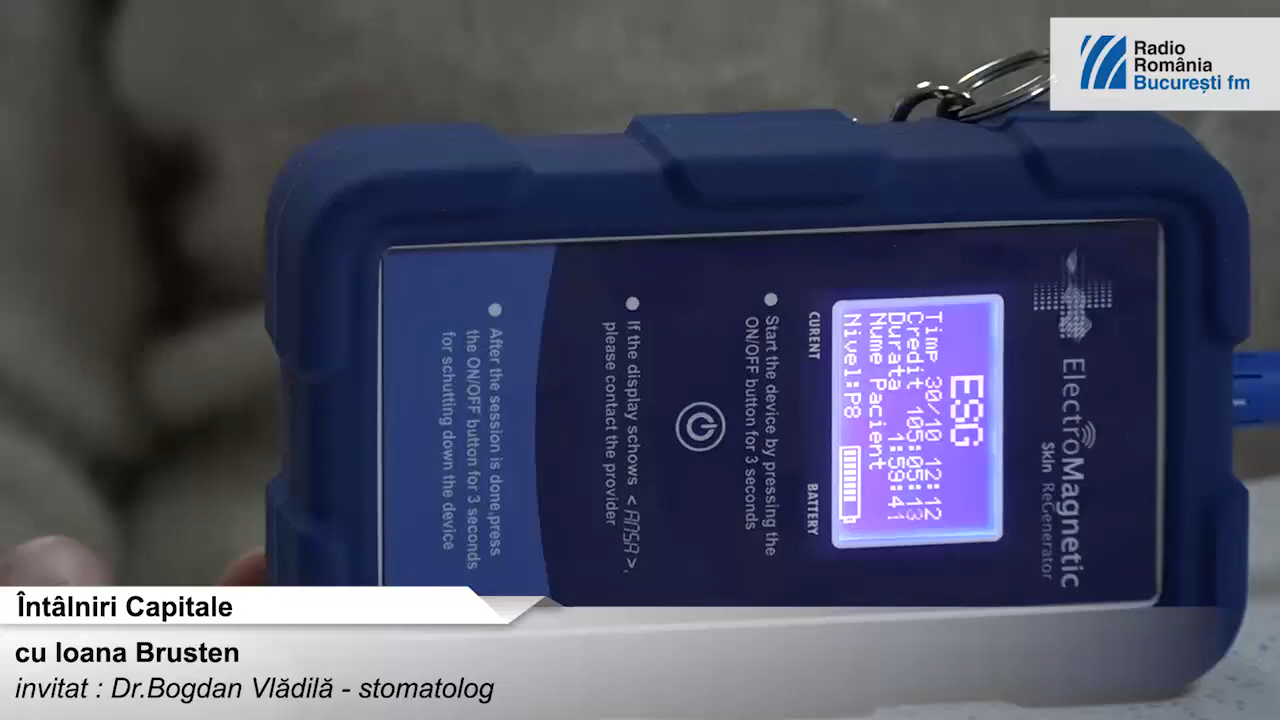 Radio
România
București fm
ElectroMagnetic
Skin ReGenerator
ESG
Timp 30/10 12:12
Credit 105:05:13
Durata 1:59:41
Nume Pacient
Nivel:P8
CURENT
BATTERY
Start the device by pressing the
ON/OFF button for 3 seconds
If the display schows < ANSA >,
please contact the provider
After the session is done,press
the ON/OFF button for 3 seconds
for schutting down the device
Întâlniri Capitale
cu Ioana Brusten
invitat : Dr.Bogdan Vlădilă - stomatolog